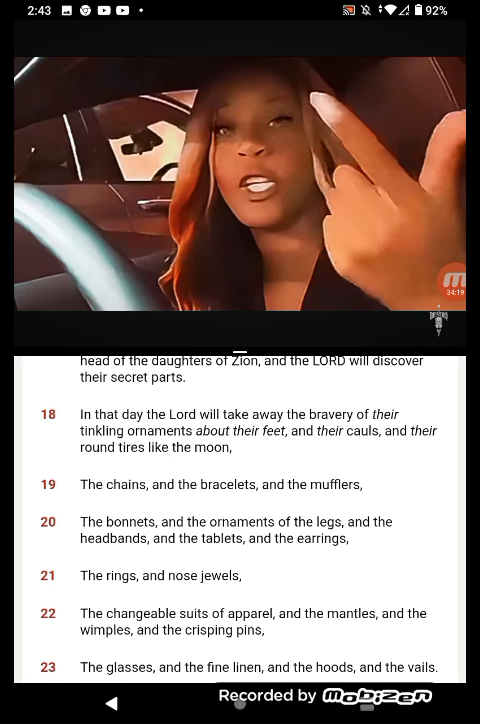 2:43
92%
34:19
head of the daughters of Zion, and the LORD will discover
their secret parts.
18 In that day the Lord will take away the bravery of their
tinkling ornaments about their feet, and their cauls, and their
round tires like the moon,
19 The chains, and the bracelets, and the mufflers,
20 The bonnets, and the ornaments of the legs, and the
headbands, and the tablets, and the earrings,
21 The rings, and nose jewels,
22 The changeable suits of apparel, and the mantles, and the
wimples, and the crisping pins,
23 The glasses, and the fine linen, and the hoods, and the vails.
Recorded by Mobizen